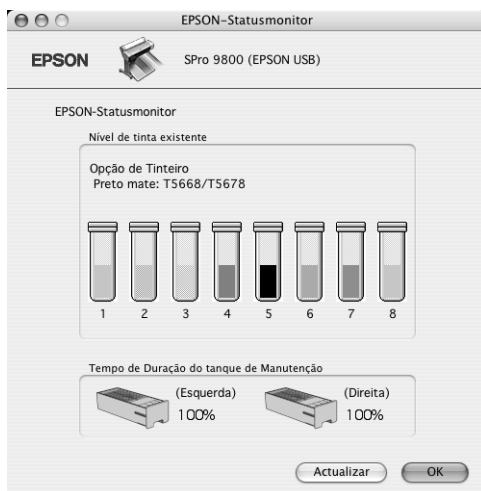 EPSON-Statusmonitor
EPSON
SPro 9800 (EPSON USB)
EPSON-Statusmonitor
Nível de tinta existente
Opção de Tinteiro
Preto mate: T5668/T5678
1 2 3 4 5 6 7 8
Tempo de Duração do tanque de Manutenção
(Esquerda) (Direita)
100% 100%
Actualizar OK